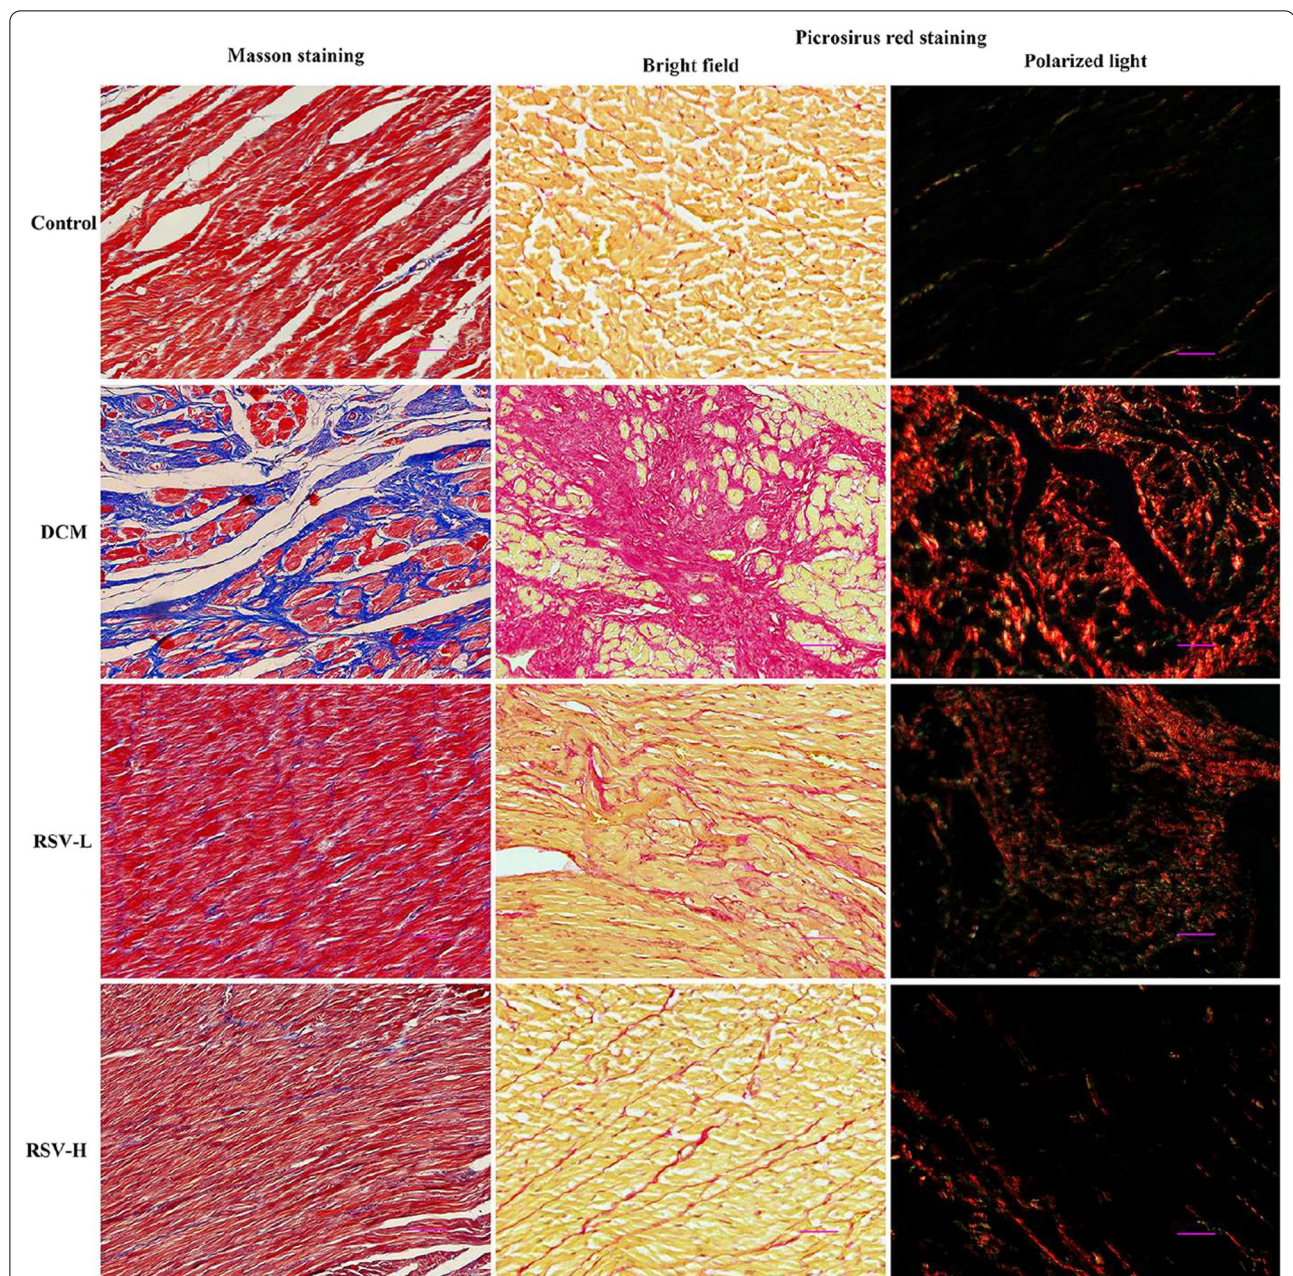 Picrosirus red staining
Masson staining
Bright field
Polarized light
Control
DCM
RSV-L
RSV-H